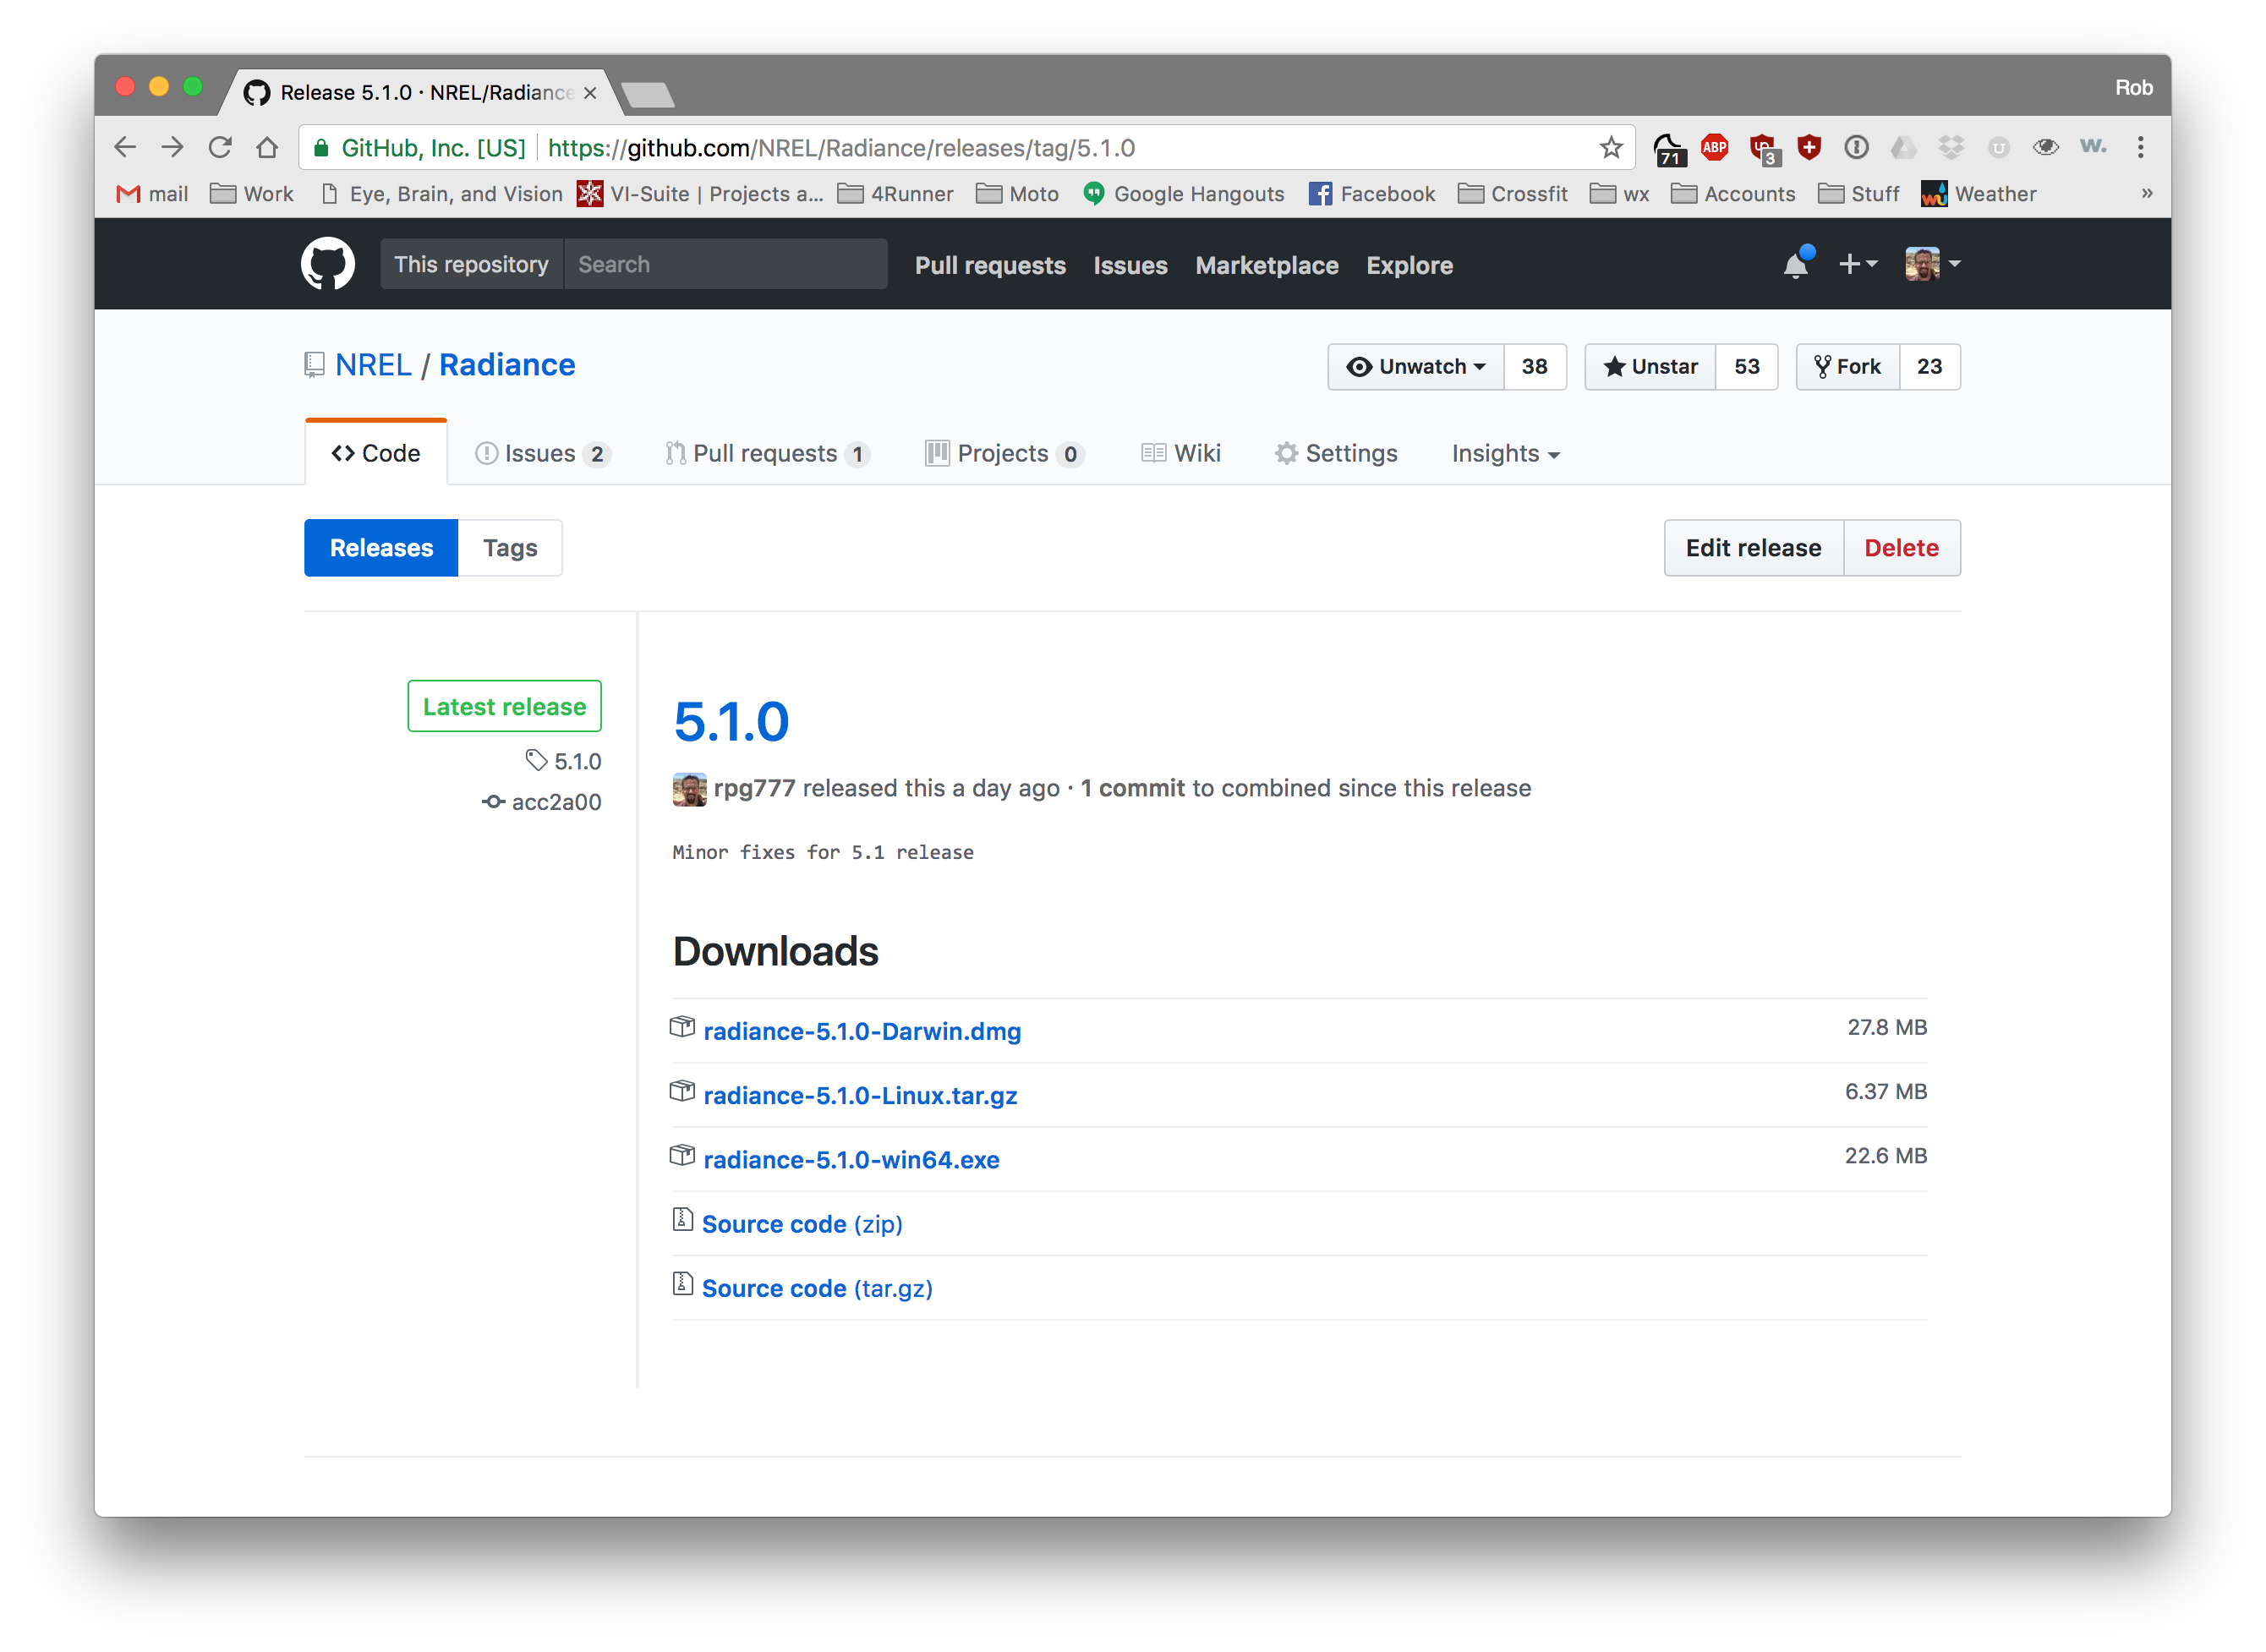 Release 5.1.0 · NREL/Radiance
Rob
GitHub, Inc. [US] https://github.com/NREL/Radiance/releases/tag/5.1.0
71 ABP 3 U w.
mail Work Eye, Brain, and Vision VI-Suite | Projects a... 4Runner Moto Google Hangouts Facebook Crossfit wx Accounts Stuff wu Weather »
This repository Search Pull requests Issues Marketplace Explore
NREL / Radiance Unwatch 38 Unstar 53 Fork 23
Code Issues 2 Pull requests 1 Projects 0 Wiki Settings Insights
Releases Tags Edit release Delete
Latest release
5.1.0
acc2a00
5.1.0
rpg777 released this a day ago · 1 commit to combined since this release
Minor fixes for 5.1 release
Downloads
radiance-5.1.0-Darwin.dmg 27.8 MB
radiance-5.1.0-Linux.tar.gz 6.37 MB
radiance-5.1.0-win64.exe 22.6 MB
Source code (zip)
Source code (tar.gz)